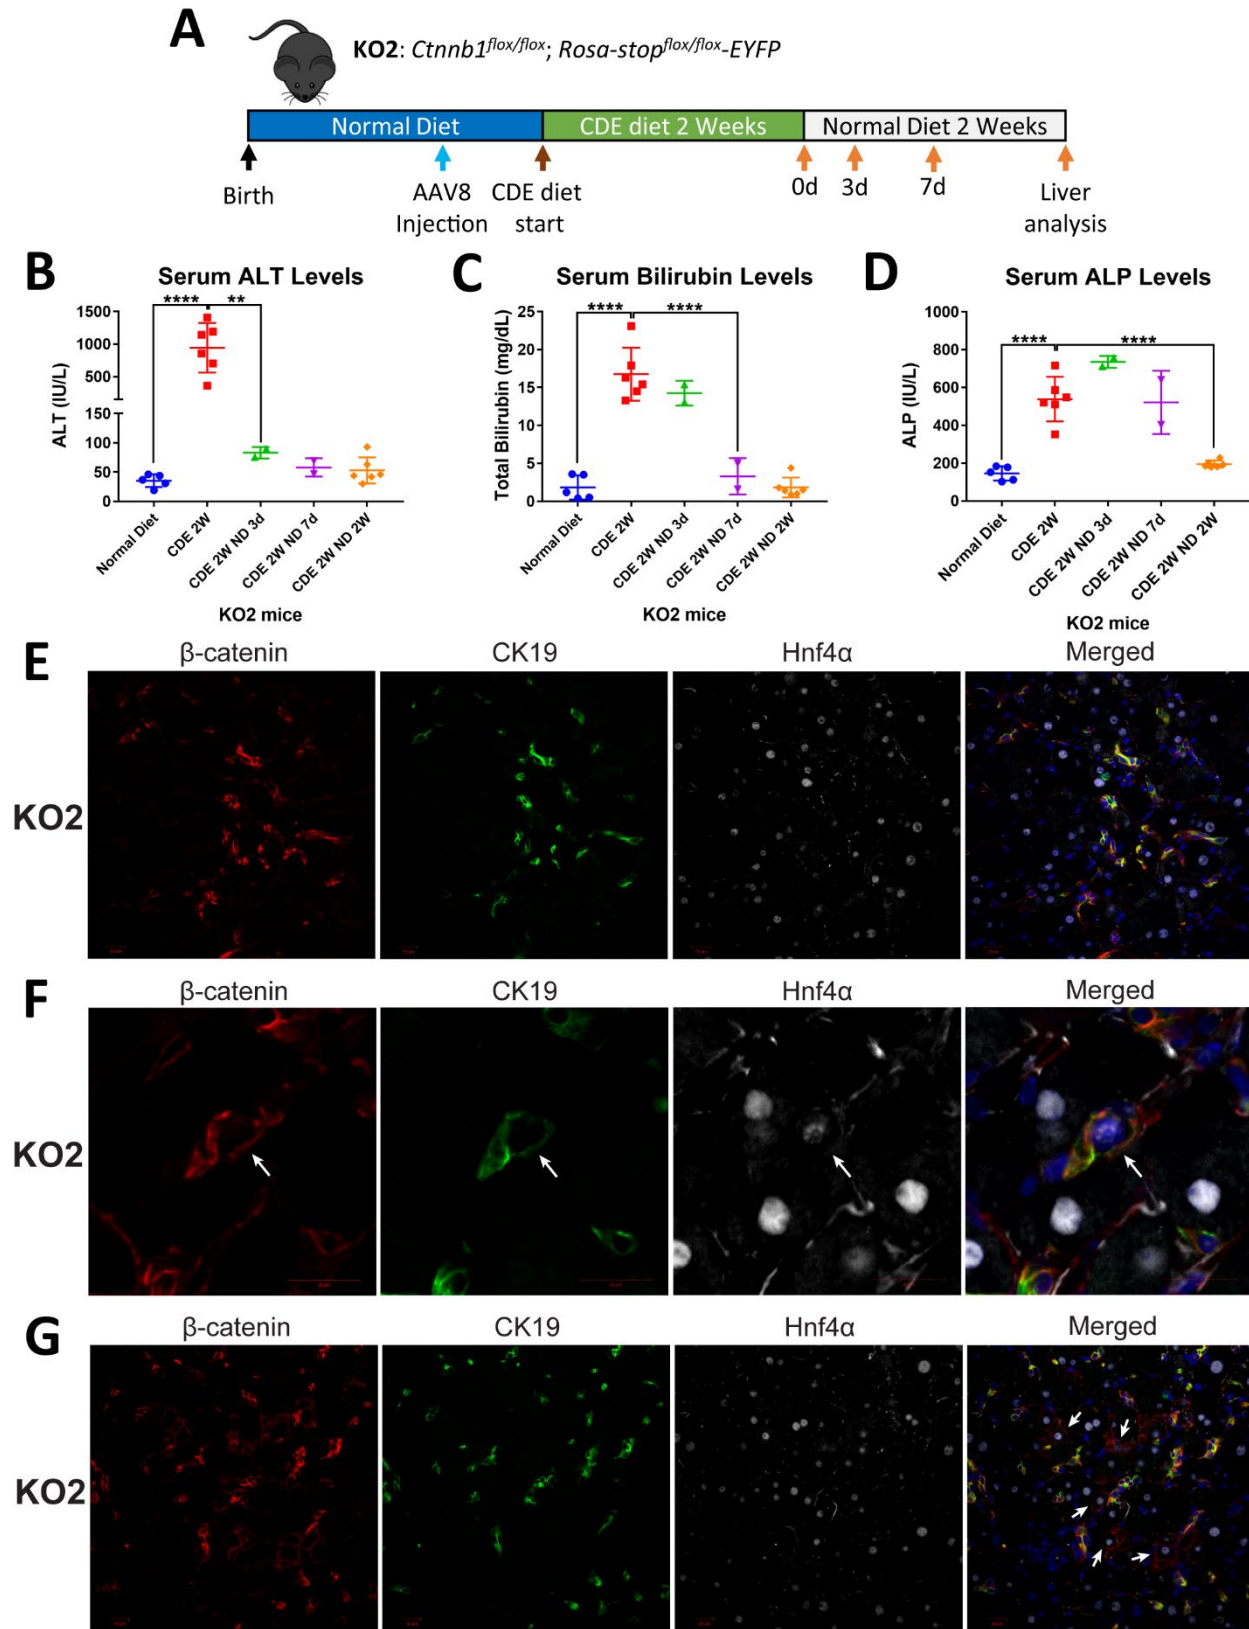 A
KO2: Ctnnb1flox/flox; Rosa-stopflox/flox-EYFP
Normal Diet
CDE diet 2 Weeks
Normal Diet 2 Weeks
Birth
AAV8
Injection
CDE diet
start
0d
3d
7d
Liver
analysis
B
Serum ALT Levels
****
**
1500
1000
500
150
100
50
0
ALT (IU/L)
Normal Diet
CDE 2W
CDE 2W ND 3d
CDE 2W ND 7d
CDE 2W ND 2W
KO2 mice
C
Serum Bilirubin Levels
****
****
25
20
15
10
5
0
Total Bilirubin (mg/dL)
Normal Diet
CDE 2W
CDE 2W ND 3d
CDE 2W ND 7d
CDE 2W ND 2W
KO2 mice
D
Serum ALP Levels
****
****
1000
800
600
400
200
0
ALP (IU/L)
Normal Diet
CDE 2W
CDE 2W ND 3d
CDE 2W ND 7d
CDE 2W ND 2W
KO2 mice
E
β-catenin
CK19
Hnf4α
Merged
KO2
F
β-catenin
CK19
Hnf4α
Merged
KO2
G
β-catenin
CK19
Hnf4α
Merged
KO2